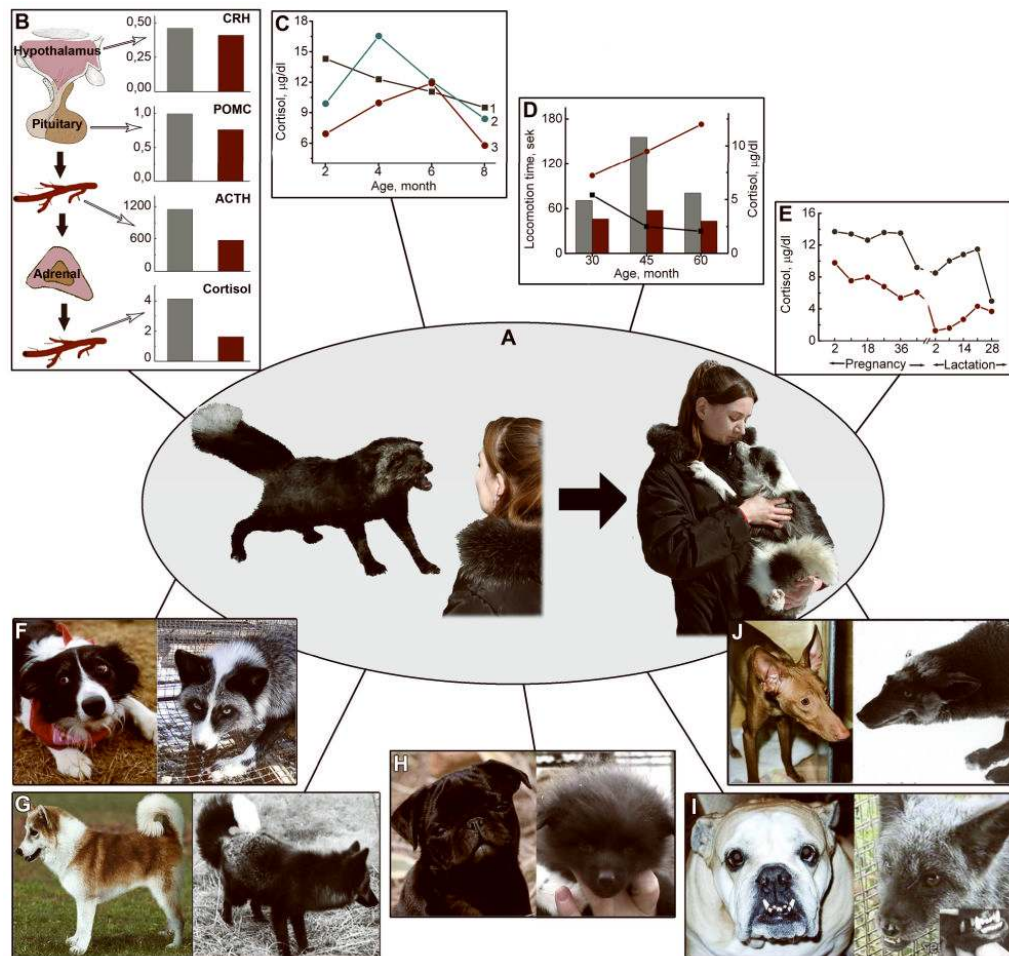 B
Hypothalamus
Pituitary
Adrenal
CRH
0,50
0,25
0,00
POMC
1,0
0,5
0,0
ACTH
1200
600
0
Cortisol
4
2
0
C
Cortisol, µg/dl
18
15
12
9
6
1
2
3
2 4 6 8
Age, month
D
Locomotion time, sek
180
120
60
0
10
5
0
Cortisol, µg/dl
30 45 60
Age, month
E
Cortisol, µg/dl
16
12
8
4
0
2 18 36 2 14 28
Pregnancy Lactation
A
F
G
H
I
J